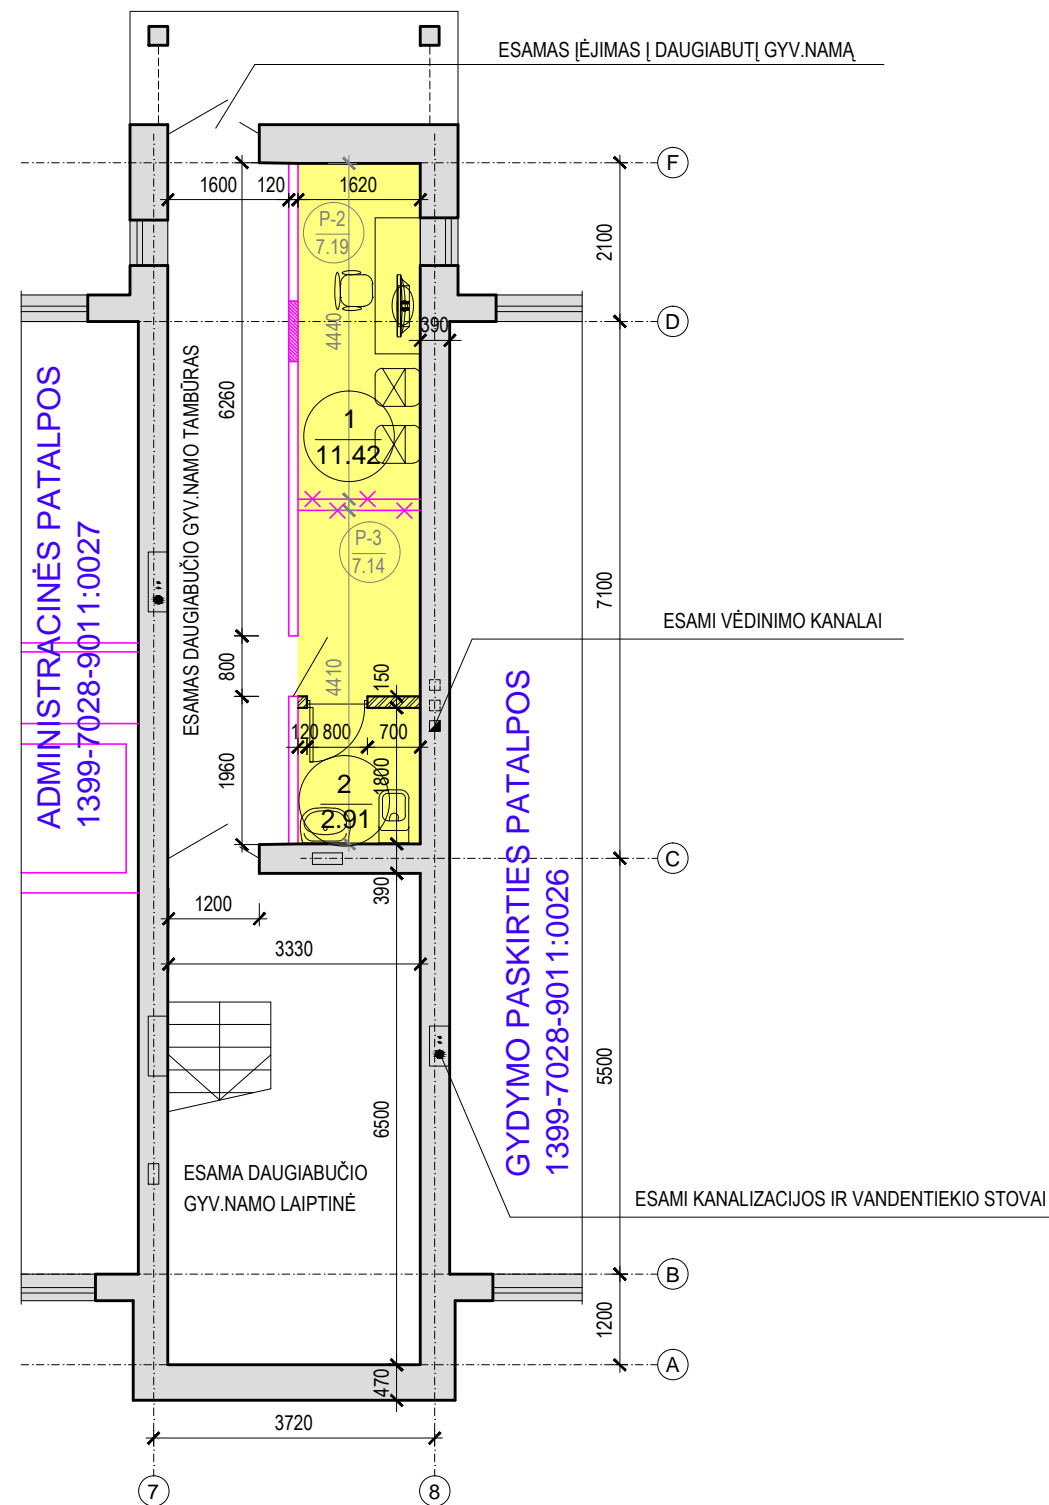 ESAMAS ĮĖJIMAS Į DAUGIABUTĮ GYV.NAMĄ
F
1600
120
1620
P-2
7.19
2100
D
390
4440
6260
ESAMAS DAUGIABUČIO GYV.NAMO TAMBŪRAS
ADMINISTRACINĖS PATALPOS
1399-7028-9011:0027
1
11.42
P-3
7.14
7100
ESAMI VĖDINIMO KANALAI
800
4410
150
120
800
700
1960
1800
2
2.91
C
390
1200
3330
GYDYMO PASKIRTIES PATALPOS
1399-7028-9011:0026
5500
6500
ESAMA DAUGIABUČIO
GYV.NAMO LAIPTINĖ
ESAMI KANALIZACIJOS IR VANDENTIEKIO STOVAI
B
1200
A
470
3720
7
8